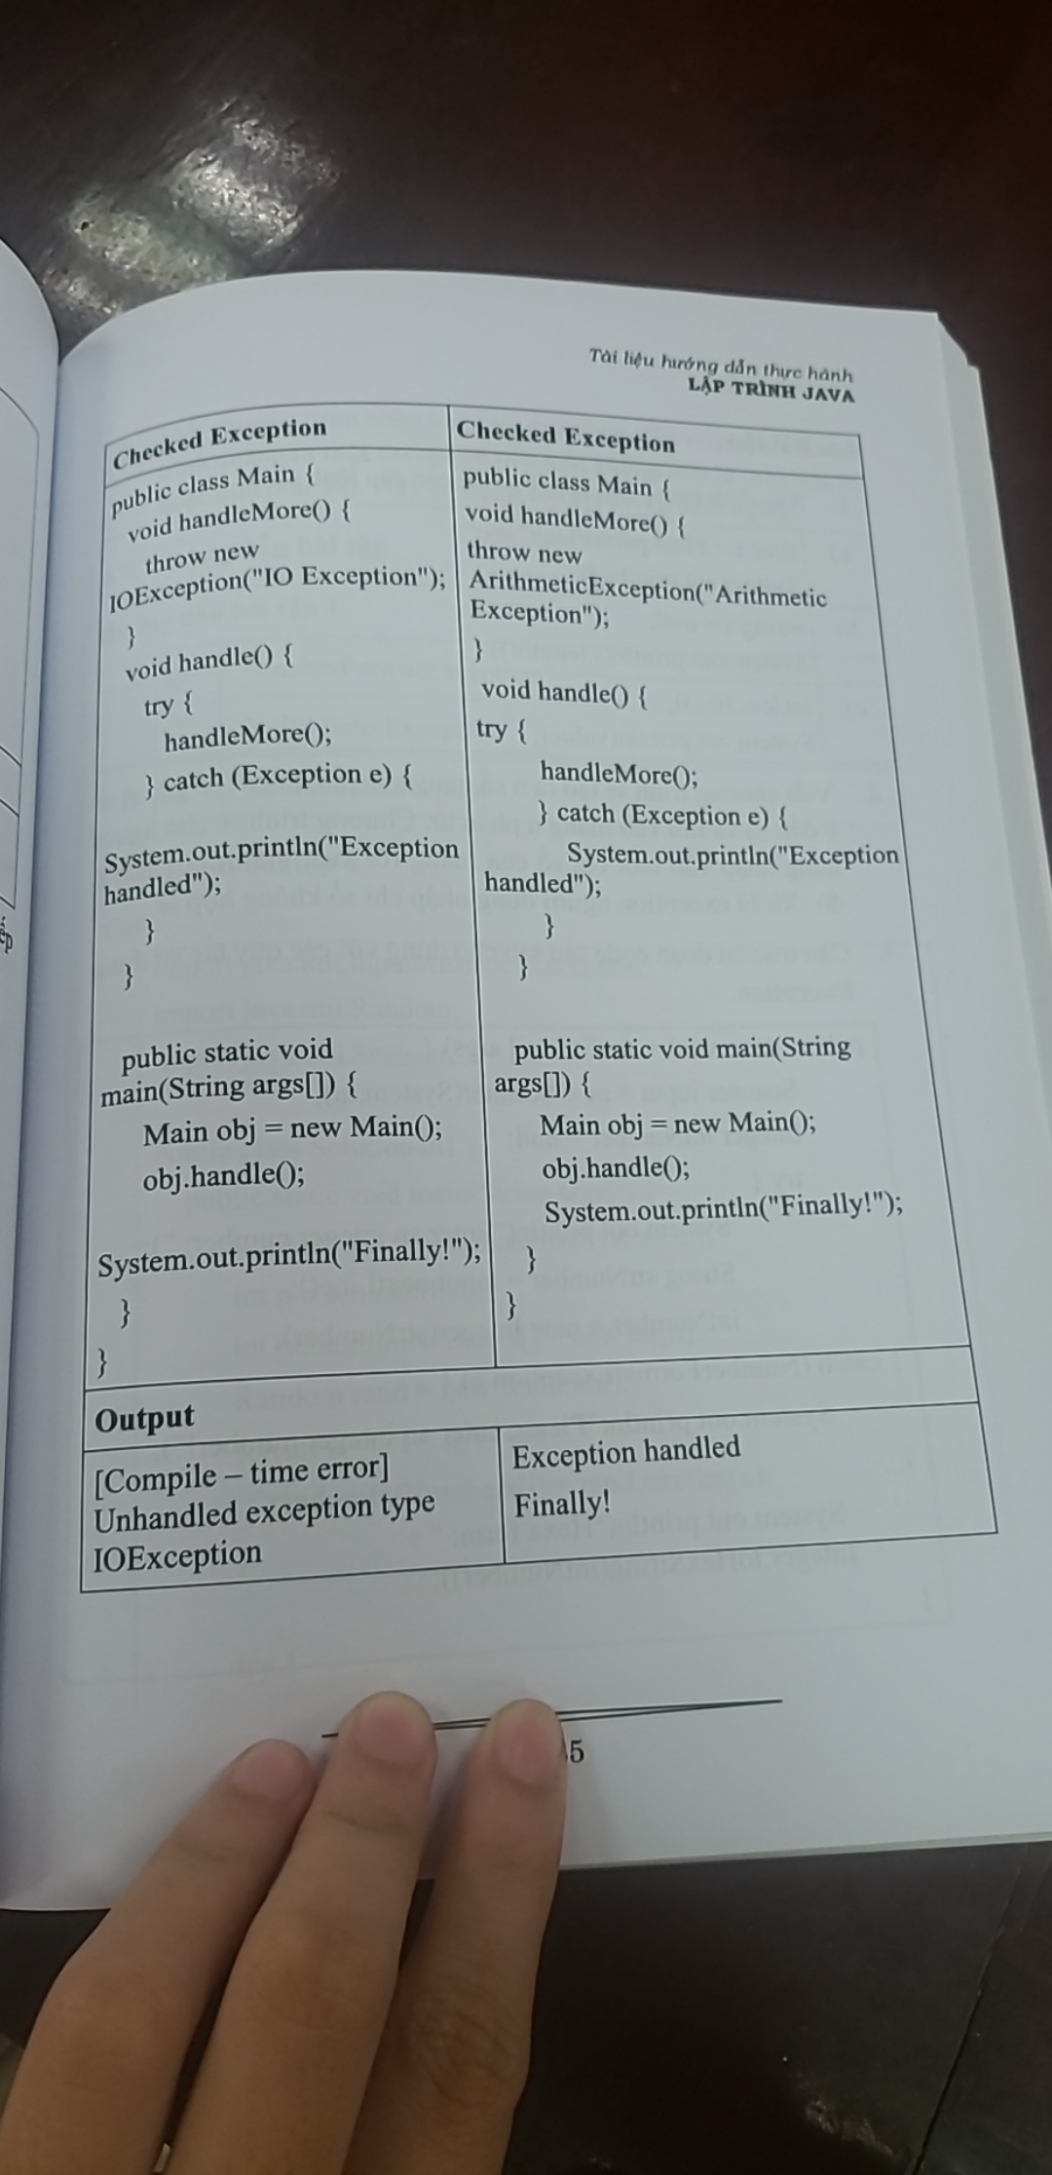 Tài liệu hướng dẫn thực hành
LẬP TRÌNH JAVA
Checked Exception
public class Main {
void handleMore() {
throw new
IOException("IO Exception");
}
void handle() {
try {
handleMore();
} catch (Exception e) {
System.out.println("Exception
handled");
}
}
public static void
main(String args[]) {
Main obj = new Main();
obj.handle();
System.out.println("Finally!");
}
}
Checked Exception
public class Main {
void handleMore() {
throw new
ArithmeticException("Arithmetic
Exception");
}
void handle() {
try {
handleMore();
} catch (Exception e) {
System.out.println("Exception
handled");
}
}
public static void main(String
args[]) {
Main obj = new Main();
obj.handle();
System.out.println("Finally!");
}
}
Output
[Compile – time error]
Unhandled exception type
IOException
Exception handled
Finally!
5